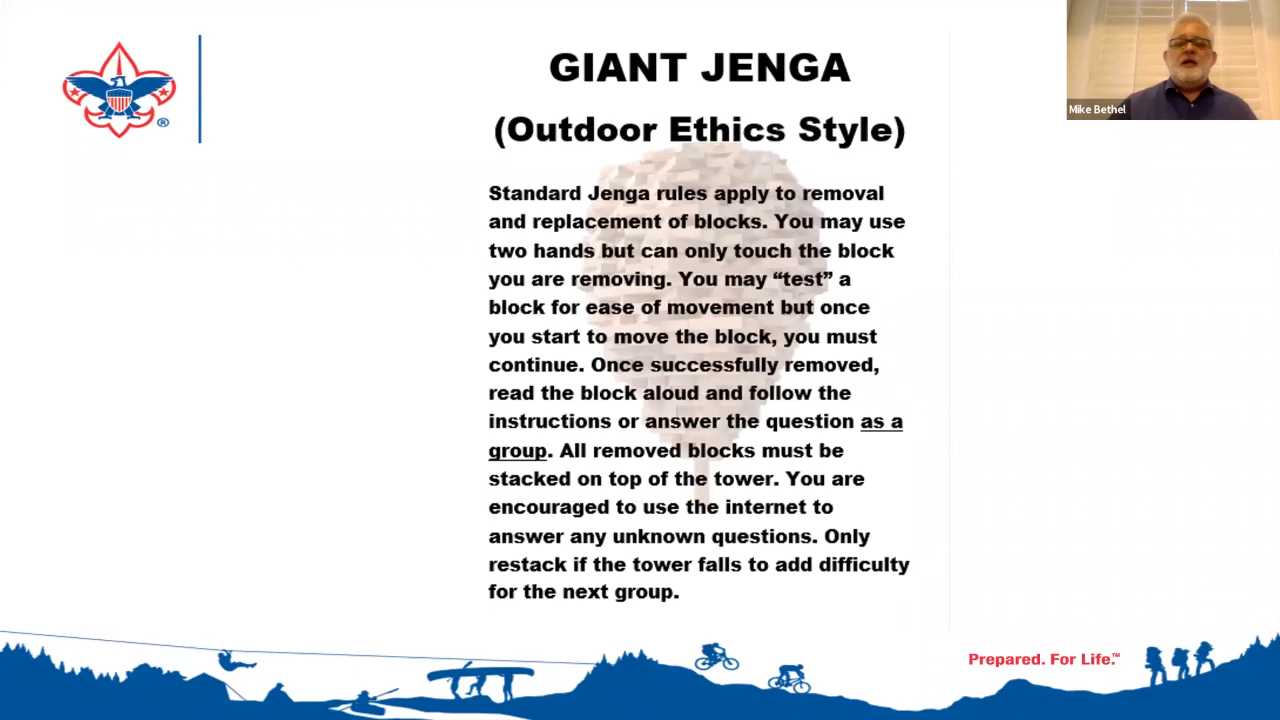 GIANT JENGA
(Outdoor Ethics Style)
Standard Jenga rules apply to removal
and replacement of blocks. You may use
two hands but can only touch the block
you are removing. You may “test” a
block for ease of movement but once
you start to move the block, you must
continue. Once successfully removed,
read the block aloud and follow the
instructions or answer the question as a
group. All removed blocks must be
stacked on top of the tower. You are
encouraged to use the internet to
answer any unknown questions. Only
restack if the tower falls to add difficulty
for the next group.
Mike Bethel
®
Prepared. For Life.™